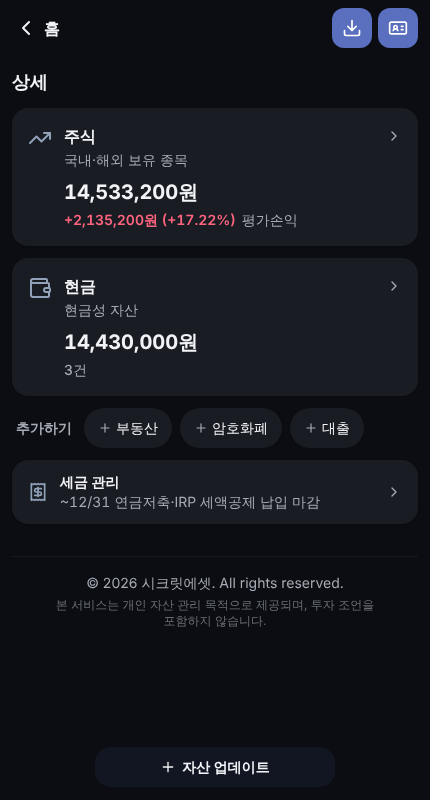 홈
상세
주식
국내·해외 보유 종목
14,533,200원
+2,135,200원 (+17.22%) 평가손익
현금
현금성 자산
14,430,000원
3건
추가하기 + 부동산 + 암호화폐 + 대출
세금 관리
~12/31 연금저축·IRP 세액공제 납입 마감
© 2026 시크릿에셋. All rights reserved.
본 서비스는 개인 자산 관리 목적으로 제공되며, 투자 조언을
포함하지 않습니다.
+ 자산 업데이트